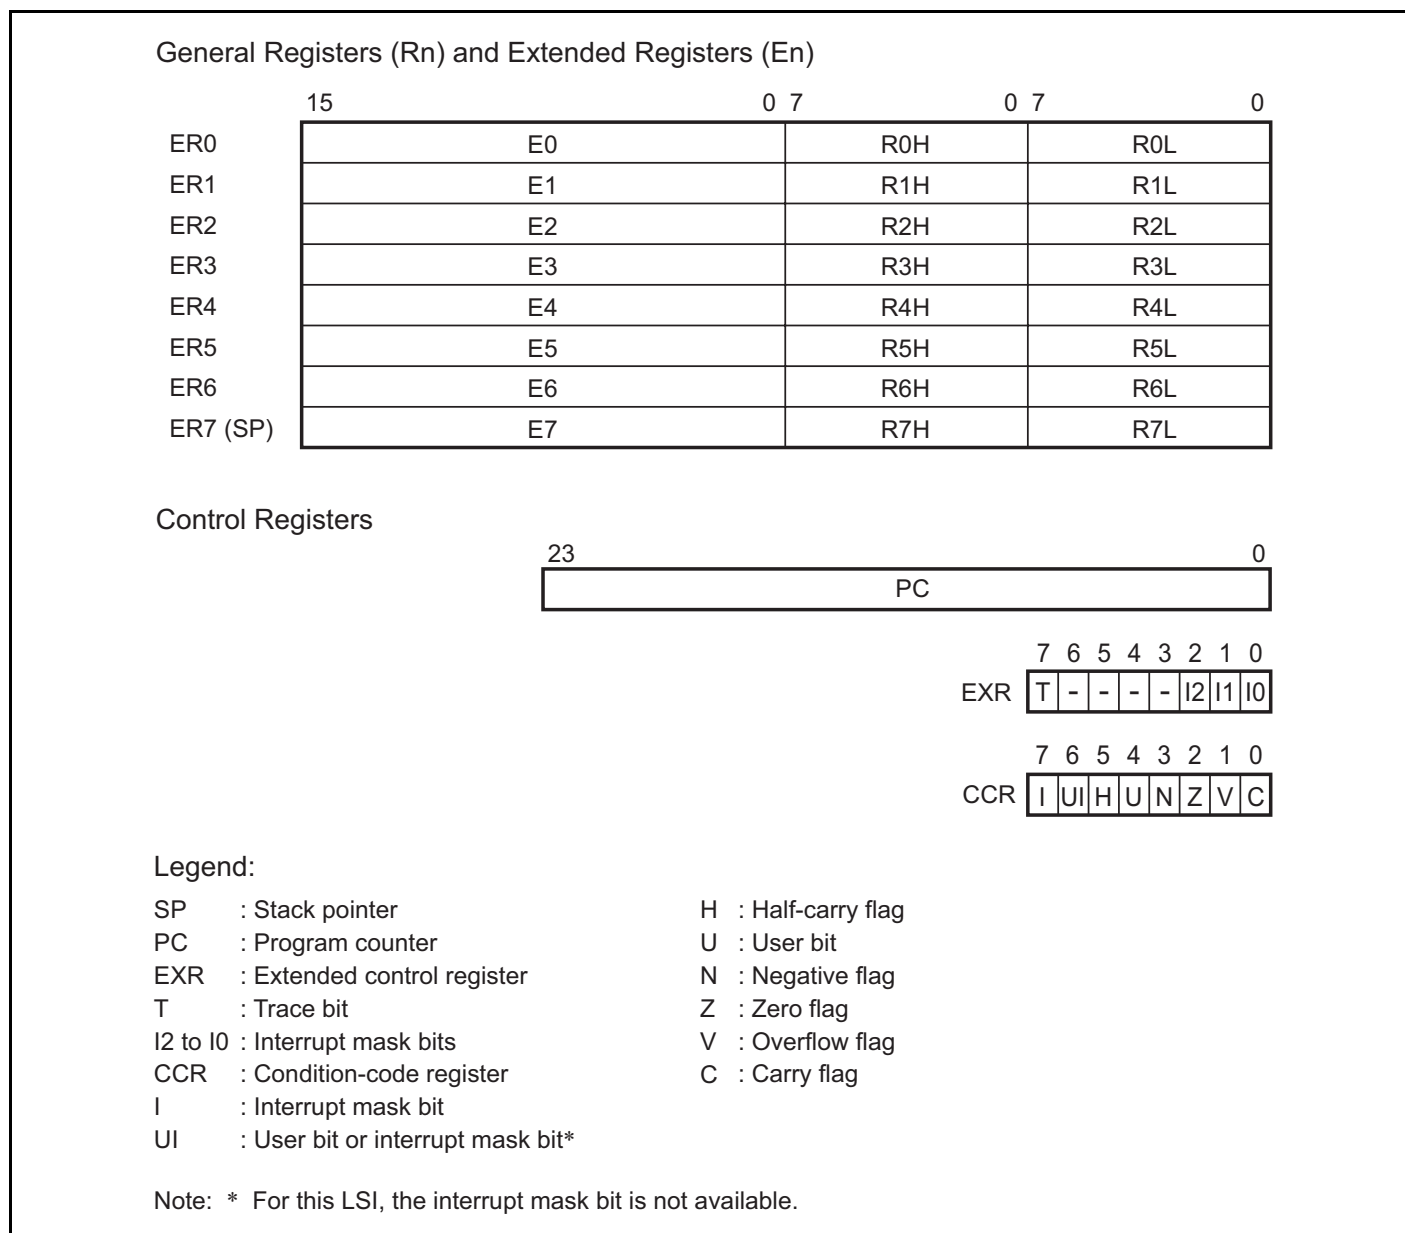 General Registers (Rn) and Extended Registers (En)
15 0 7 0 7 0
ER0 E0 R0H R0L
ER1 E1 R1H R1L
ER2 E2 R2H R2L
ER3 E3 R3H R3L
ER4 E4 R4H R4L
ER5 E5 R5H R5L
ER6 E6 R6H R6L
ER7 (SP) E7 R7H R7L
Control Registers
23 0
PC
7 6 5 4 3 2 1 0
EXR T - - - - I2 I1 I0
7 6 5 4 3 2 1 0
CCR I UI H U N Z V C
Legend:
SP : Stack pointer
PC : Program counter
EXR : Extended control register
T : Trace bit
I2 to I0 : Interrupt mask bits
CCR : Condition-code register
I : Interrupt mask bit
UI : User bit or interrupt mask bit*
H : Half-carry flag
U : User bit
N : Negative flag
Z : Zero flag
V : Overflow flag
C : Carry flag
Note: * For this LSI, the interrupt mask bit is not available.